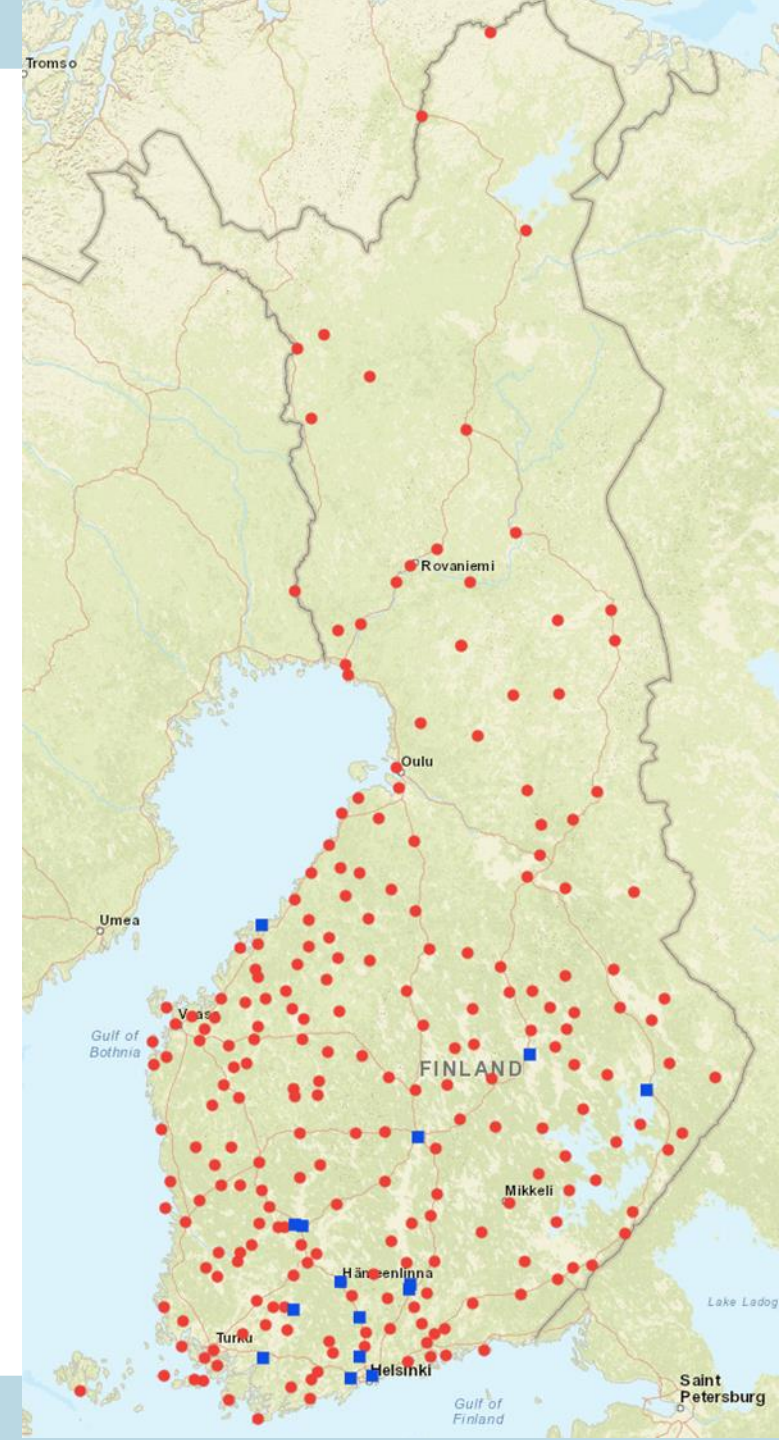 Tromso
Rovaniemi
Oulu
Umea
Gulf of
Bothnia
FINLAND
Mikkeli
Lake Ladog
Turku
Helsinki
Saint
Petersburg
Gulf of
Finland